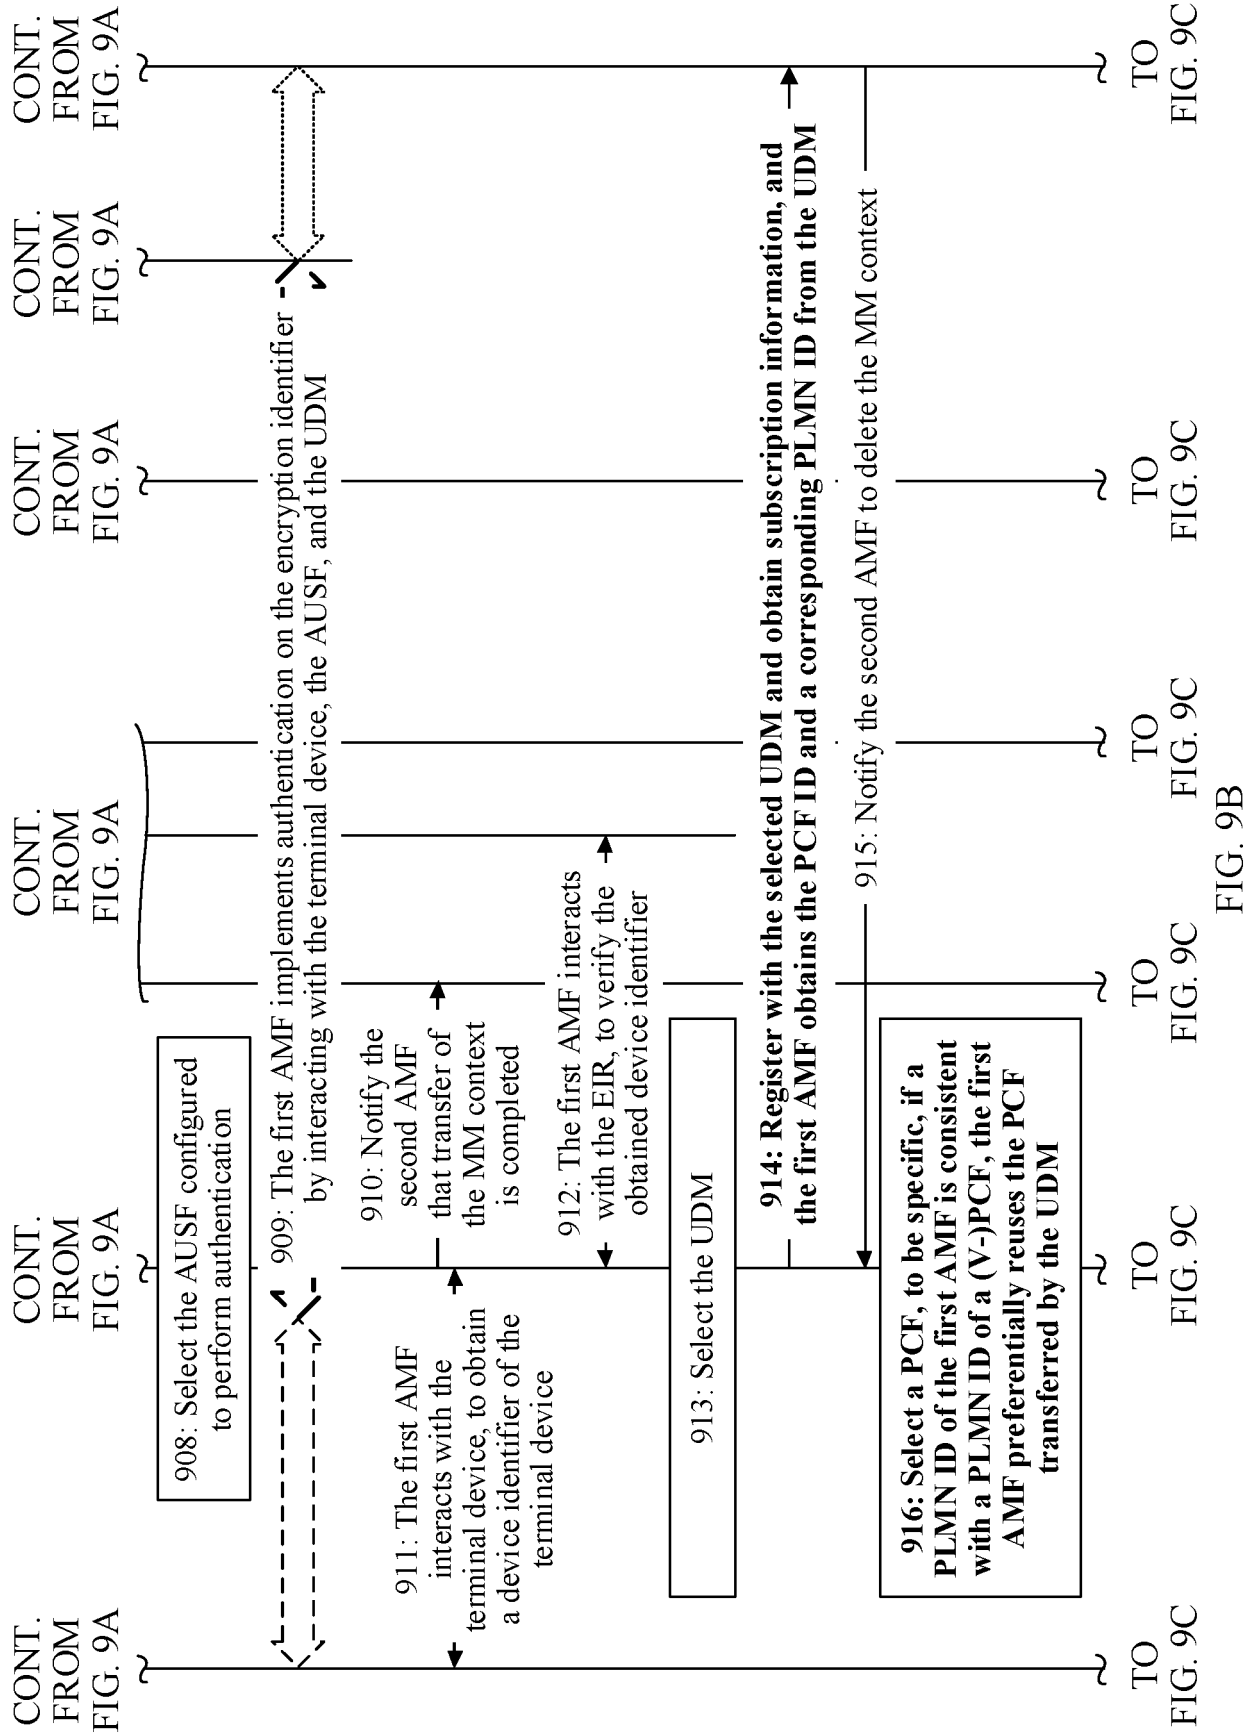 CONT.
FROM
FIG. 9A
CONT.
FROM
FIG. 9A
CONT.
FROM
FIG. 9A
CONT.
FROM
FIG. 9A
CONT.
FROM
FIG. 9A
CONT.
FROM
FIG. 9A
908: Select the AUSF configured
to perform authentication
909: The first AMF implements authentication on the encryption identifier
by interacting with the terminal device, the AUSF, and the UDM
910: Notify the
second AMF
that transfer of
the MM context
is completed
911: The first AMF
interacts with the
terminal device, to obtain
a device identifier of the
terminal device
912: The first AMF interacts
with the EIR, to verify the
obtained device identifier
913: Select the UDM
914: Register with the selected UDM and obtain subscription information, and
the first AMF obtains the PCF ID and a corresponding PLMN ID from the UDM
915: Notify the second AMF to delete the MM context
916: Select a PCF, to be specific, if a
PLMN ID of the first AMF is consistent
with a PLMN ID of a (V-)PCF, the first
AMF preferentially reuses the PCF
transferred by the UDM
TO
FIG. 9C
TO
FIG. 9C
TO
FIG. 9C
TO
FIG. 9C
TO
FIG. 9C
TO
FIG. 9C
FIG. 9B